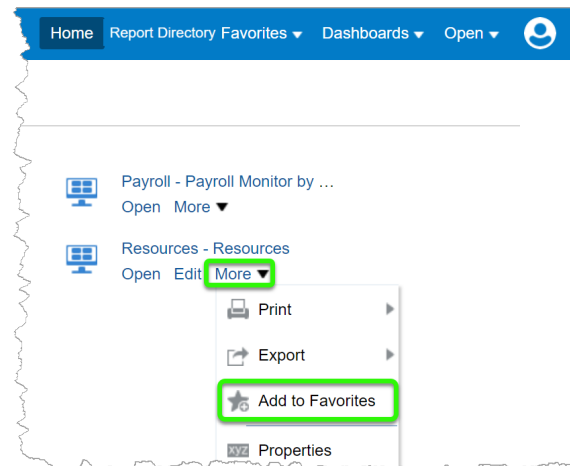 Home Report Directory Favorites ▼ Dashboards ▼ Open ▼
Payroll - Payroll Monitor by …
Open More ▼
Resources - Resources
Open Edit More ▼
Print
Export
Add to Favorites
xyz Properties